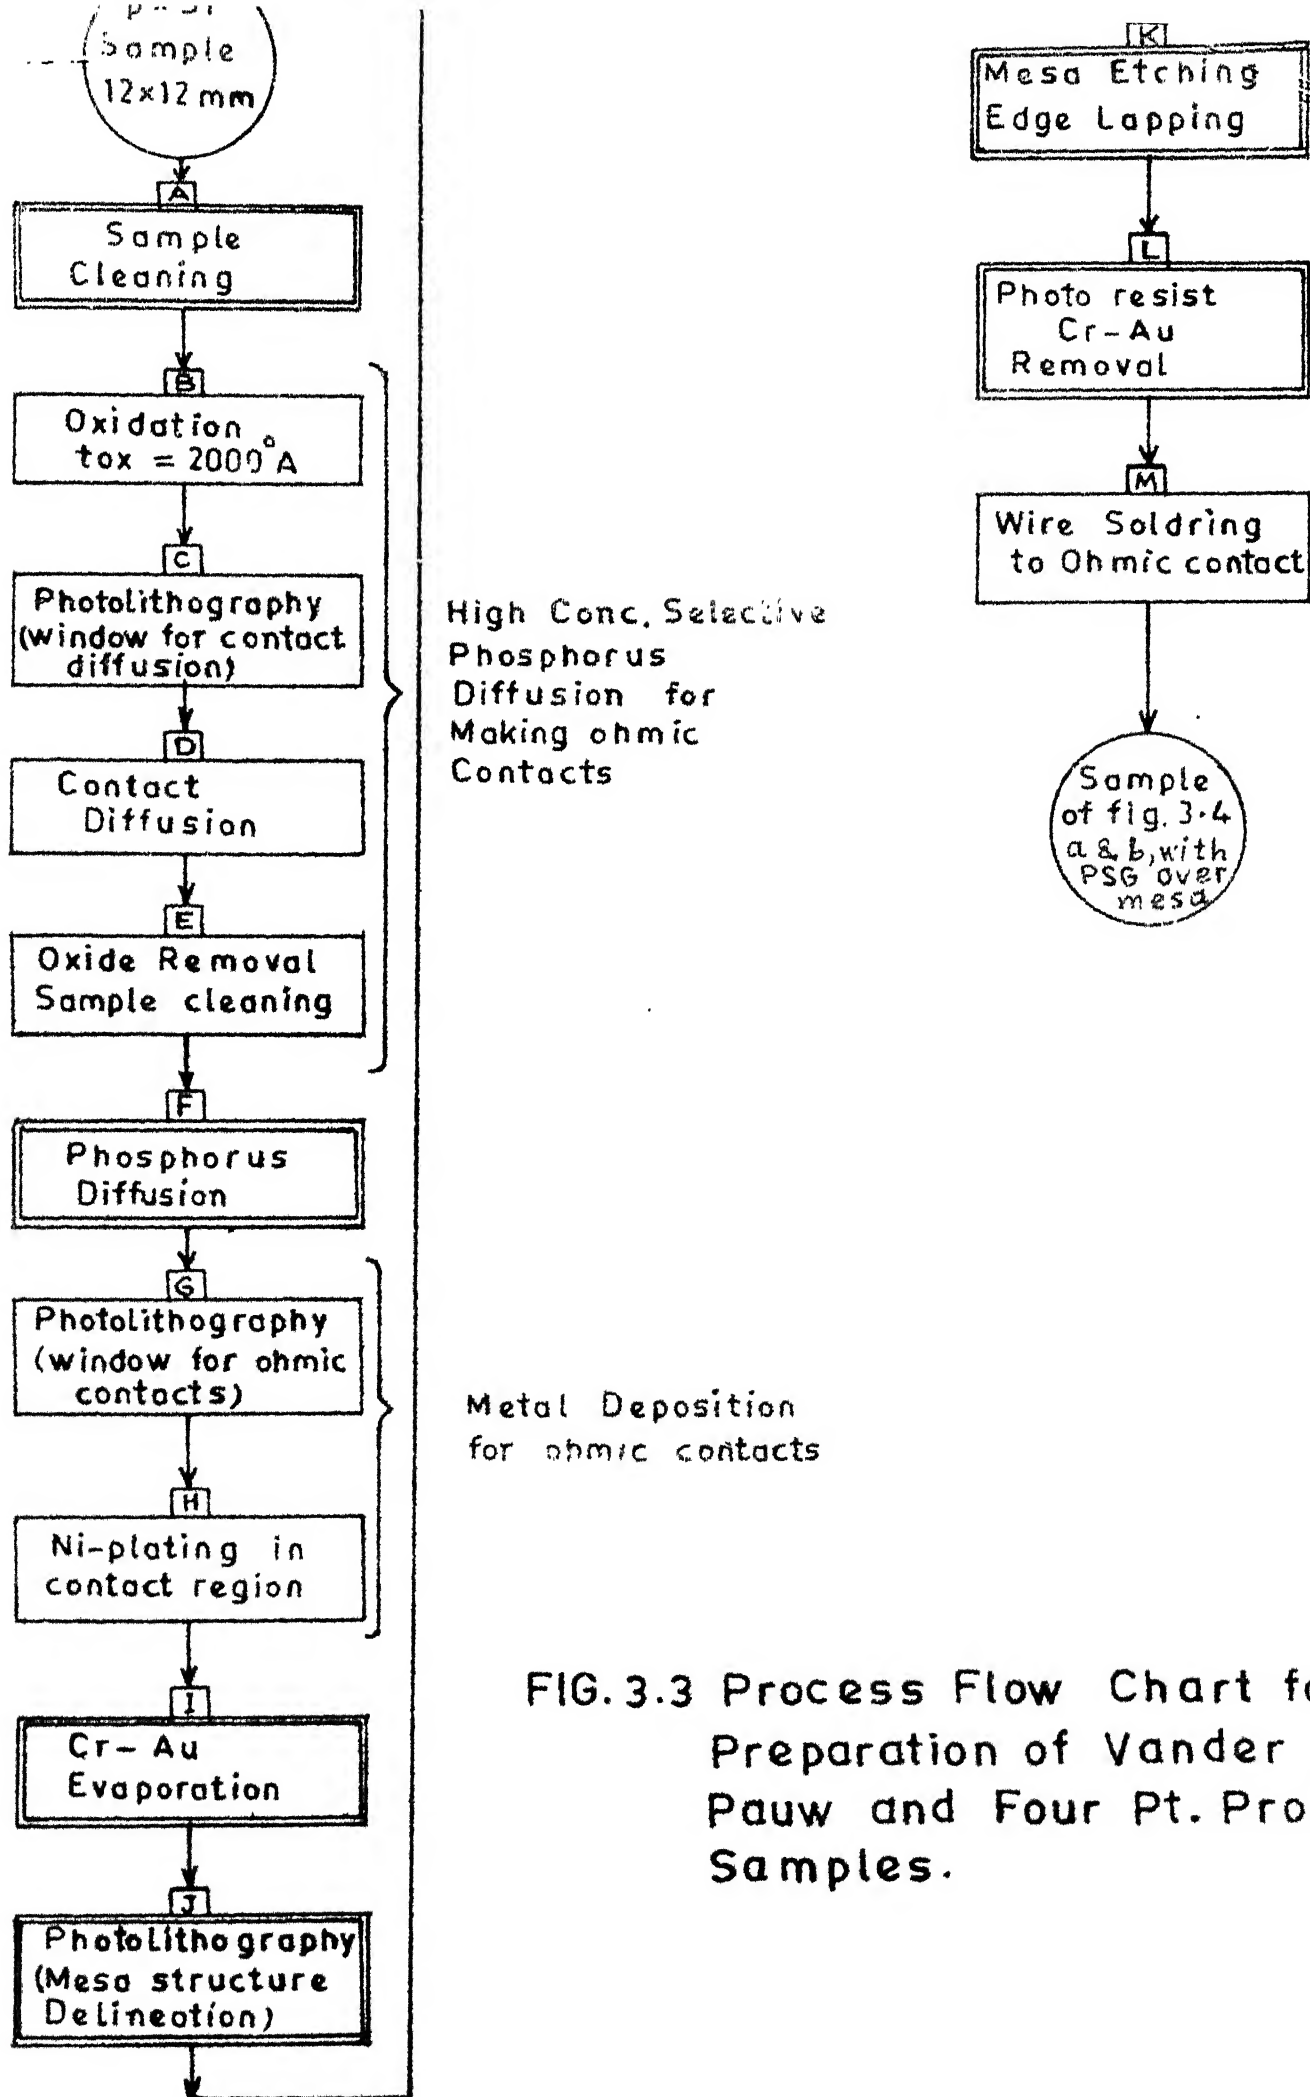 Sample
12×12 mm
A
Sample
Cleaning
B
Oxidation
tox = 2000°A
C
Photolithography
(window for contact
diffusion)
D
Contact
Diffusion
E
Oxide Removal
Sample cleaning
High Conc. Selective
Phosphorus
Diffusion for
Making ohmic
Contacts
F
Phosphorus
Diffusion
G
Photolithography
(window for ohmic
contacts)
H
Ni-plating in
contact region
Metal Deposition
for ohmic contacts
I
Cr-Au
Evaporation
J
Photolithography
(Mesa structure
Delineation)
K
Mesa Etching
Edge Lapping
L
Photo resist
Cr-Au
Removal
M
Wire Soldring
to Ohmic contact
Sample
of fig. 3.4
a & b, with
PSG over
mesa
FIG. 3.3 Process Flow Chart
Preparation of Vander
Pauw and Four Pt.
Samples.